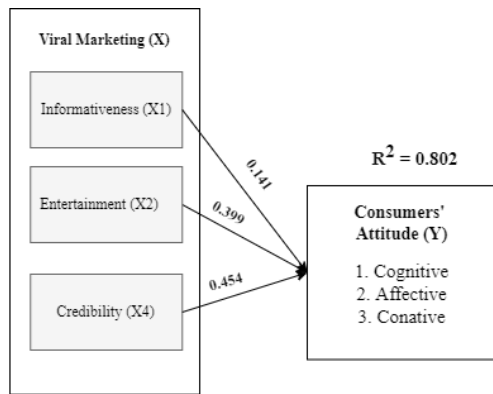 Viral Marketing (X)
Informativeness (X1)
Entertainment (X2)
Credibility (X4)
0.141
0.399
0.454
R² = 0.802
Consumers'
Attitude (Y)
1. Cognitive
2. Affective
3. Conative